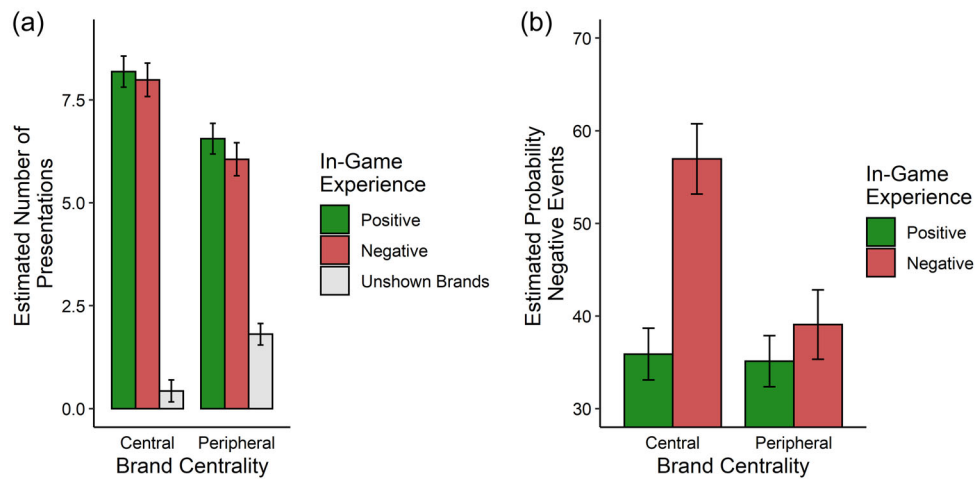 (a)
Estimated Number of
Presentations
7.5
5.0
2.5
0.0
Central
Peripheral
Brand Centrality
In-Game
Experience
Positive
Negative
Unshown Brands
(b)
Estimated Probability
Negative Events
70
60
50
40
30
Central
Peripheral
Brand Centrality
In-Game
Experience
Positive
Negative